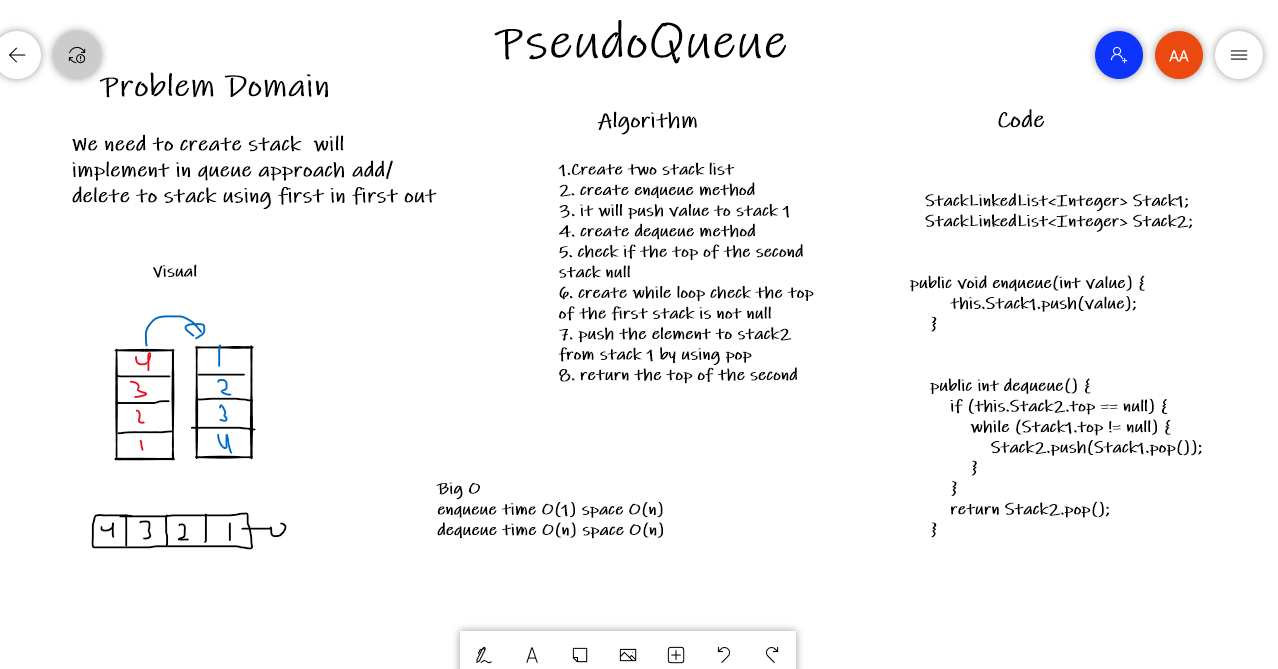 PseudoQueue
AA
Problem Domain
We need to create stack will
implement in queue approach add/
delete to stack using first in first out
Visual
4
3
2
1
1
2
3
4
4 3 2 1
Algorithm
1.Create two stack list
2. create enqueue method
3. it will push value to stack 1
4. create dequeue method
5. check if the top of the second
stack null
6. create while loop check the top
of the first stack is not null
7. push the element to stack2
from stack 1 by using pop
8. return the top of the second
Big O
enqueue time O(1) space O(n)
dequeue time O(n) space O(n)
Code
StackLinkedList<Integer> Stack1;
StackLinkedList<Integer> Stack2;
public void enqueue(int value) {
this.Stack1.push(value);
}
public int dequeue() {
if (this.Stack2.top == null) {
while (Stack1.top != null) {
Stack2.push(Stack1.pop());
}
}
return Stack2.pop();
}